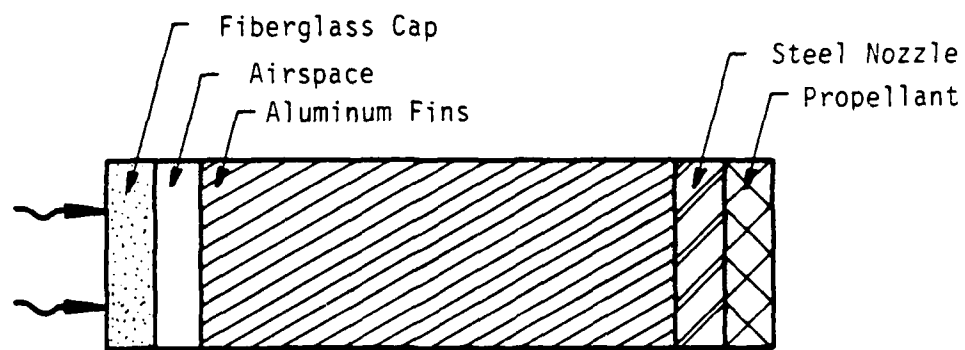 Fiberglass Cap
Airspace
Aluminum Fins
Steel Nozzle
Propellant